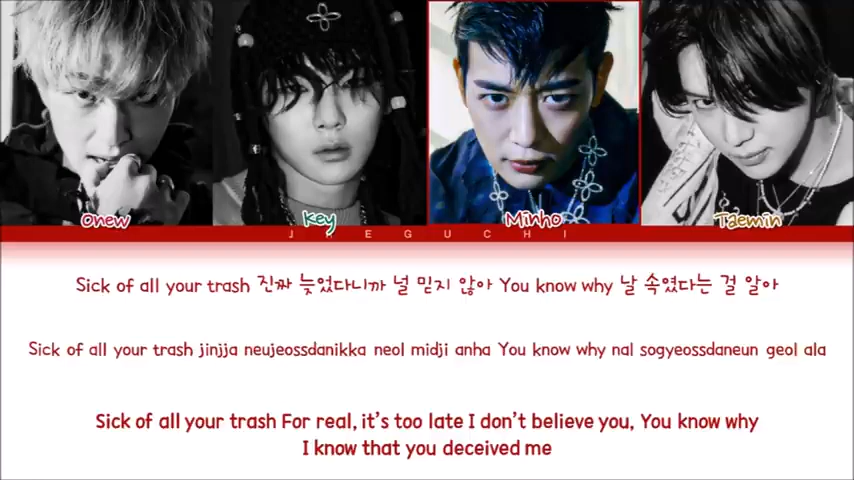 Onew
Key
Minho
Taemin
JAEGUCHI
Sick of all your trash 진짜 늦었다니까 널 믿지 않아 You know why 날 속였다는 걸 알아
Sick of all your trash jinjja neujeossdanikka neol midji anha You know why nal sogyeossdaneun geol ala
Sick of all your trash For real, it's too late I don't believe you, You know why
I know that you deceived me